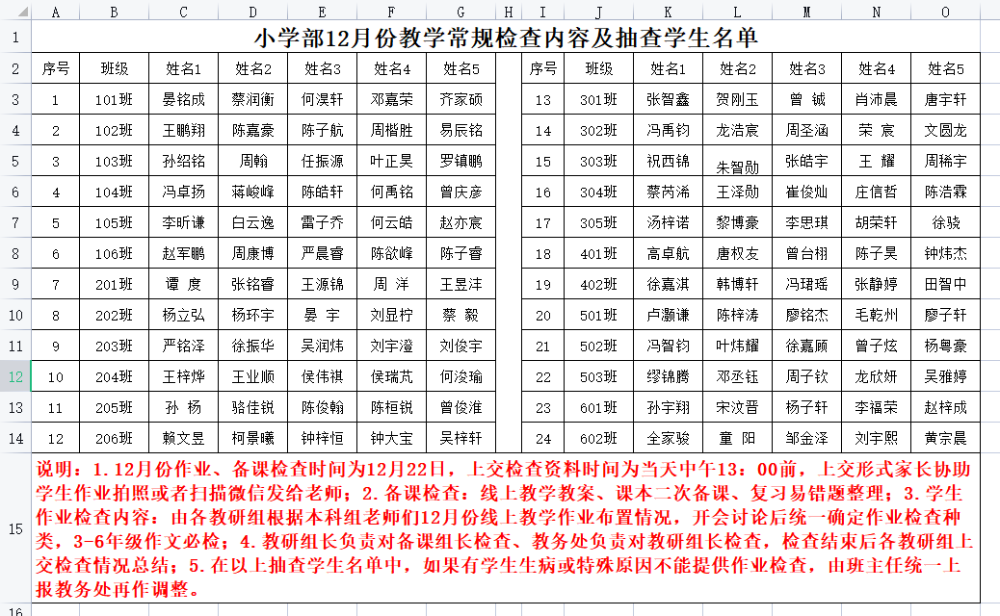 A B C D E F G H I J K L M N O
1 小学部12月份教学常规检查内容及抽查学生名单
2 序号 班级 姓名1 姓名2 姓名3 姓名4 姓名5 序号 班级 姓名1 姓名2 姓名3 姓名4 姓名5
3 1 101班 晏铭成 蔡润衡 何淏轩 邓嘉荣 齐家硕 13 301班 张智鑫 贺刚玉 曾 铖 肖沛晨 唐宇轩
4 2 102班 王鹏翔 陈嘉豪 陈子航 周楷胜 易辰铭 14 302班 冯禹钧 龙浩宸 周圣涵 荣 宸 文圆龙
5 3 103班 孙绍铭 周翰 任振源 叶正昊 罗镇鹏 15 303班 祝西锦 朱智勋 张皓宇 王 耀 周稀宇
6 4 104班 冯卓扬 蒋峻峰 陈皓轩 何禹铭 曾庆彦 16 304班 蔡芮浠 王泽勋 崔俊灿 庄信哲 陈浩霖
7 5 105班 李昕谦 白云逸 雷子乔 何云皓 赵亦宸 17 305班 汤梓诺 黎博豪 李思琪 胡荣轩 徐骁
8 6 106班 赵军鹏 周康博 严晨睿 陈欲峰 陈子睿 18 401班 高卓航 唐权友 曾台栩 陈子昊 钟炜杰
9 7 201班 谭 度 张铭睿 王源锦 周 洋 王昱沣 19 402班 徐嘉淇 韩博轩 冯珺瑶 张静婷 田智中
10 8 202班 杨立弘 杨环宇 晏 宇 刘显柠 蔡 毅 20 501班 卢灏谦 陈梓涛 廖铭杰 毛乾州 廖子轩
11 9 203班 严铭泽 徐振华 吴润炜 刘宇澄 刘俊宇 21 502班 冯智钧 叶炜耀 徐嘉顾 曾子炫 杨粤豪
12 10 204班 王梓烨 王业顺 侯伟祺 侯瑞芃 何浚瑜 22 503班 缪锦腾 邓丞钰 周子钦 龙欣妍 吴雅婷
13 11 205班 孙 杨 骆佳锐 陈俊翰 陈桓锐 曾俊淮 23 601班 孙宇翔 宋汶晋 杨子轩 李福荣 赵梓成
14 12 206班 赖文昱 柯景曦 钟梓恒 钟大宝 吴梓轩 24 602班 全家骏 童 阳 邹金泽 刘宇熙 黄宗晨
说明：1.12月份作业、备课检查时间为12月22日，上交检查资料时间为当天中午13：00前，上交形式家长协助
学生作业拍照或者扫描微信发给老师；2.备课检查：线上教学教案、课本二次备课、复习易错题整理；3.学生
作业检查内容：由各教研组根据本科组老师们12月份线上教学作业布置情况，开会讨论后统一确定作业检查种
15 类，3-6年级作文必检；4.教研组长负责对备课组长检查、教务处负责对教研组长检查，检查结束后各教研组上
交检查情况总结；5.在以上抽查学生名单中，如果有学生生病或特殊原因不能提供作业检查，由班主任统一上
报教务处再作调整。
16